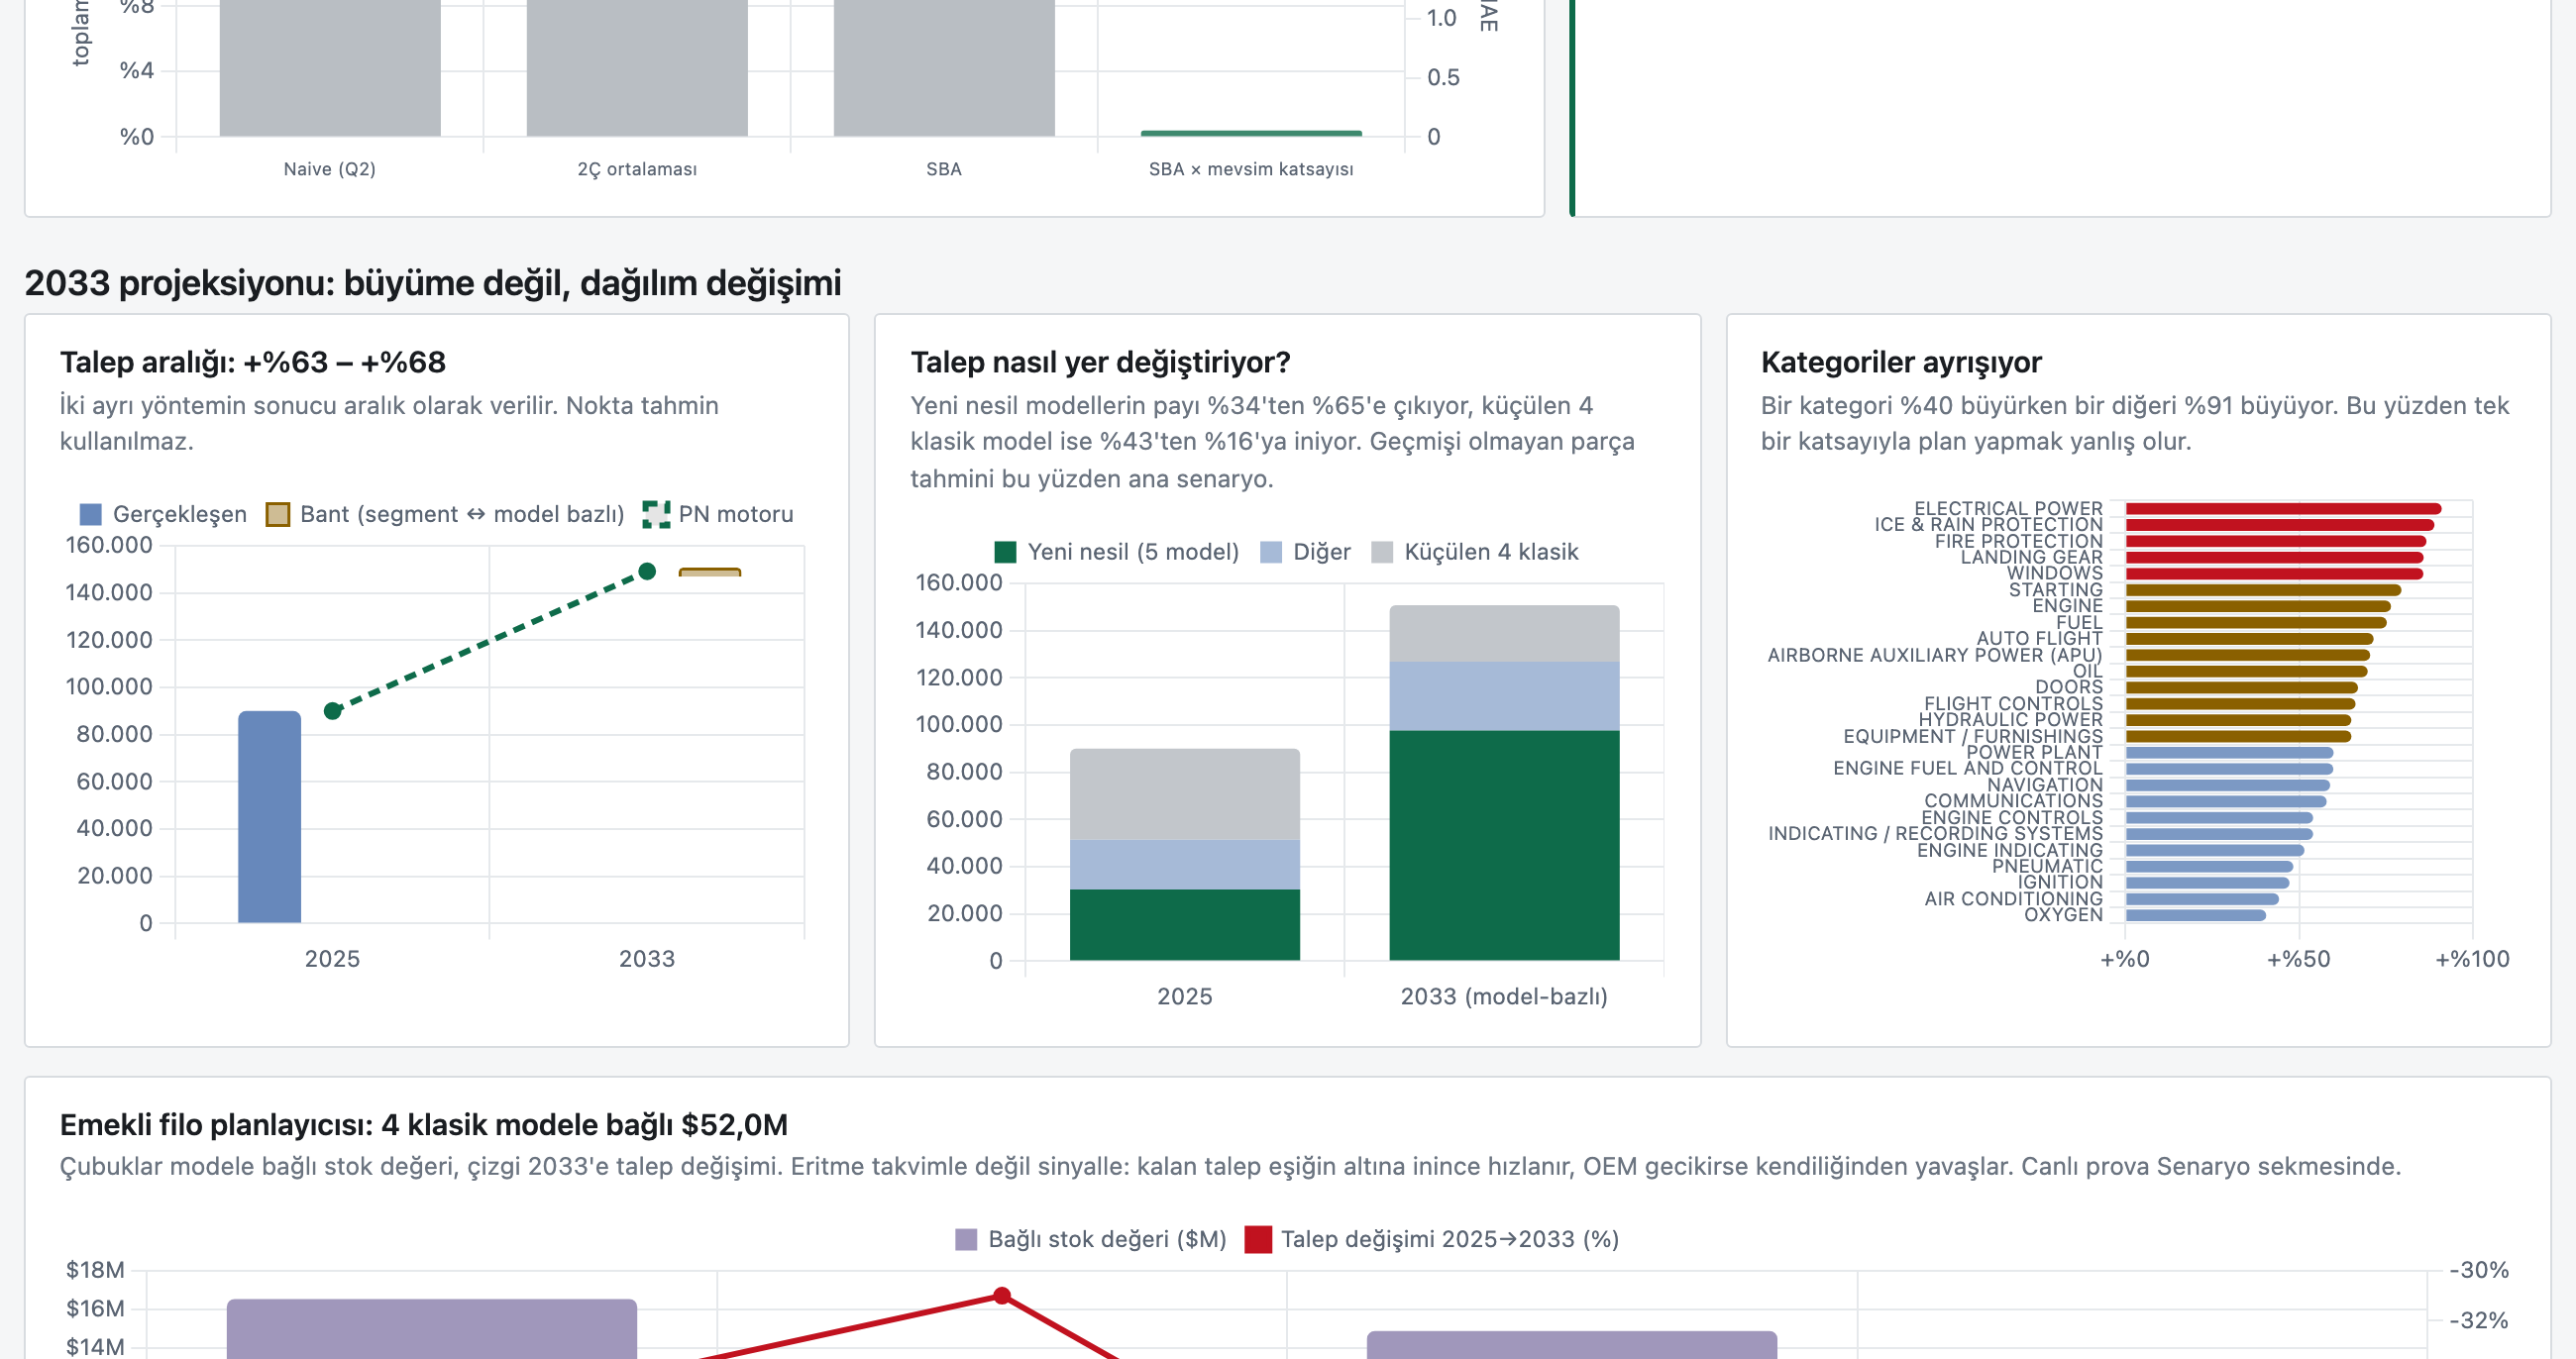 toplam
%8
%4
%0
1.0
0.5
0
Naive (Q2)
2Ç ortalaması
SBA
SBA × mevsim katsayısı
2033 projeksiyonu: büyüme değil, dağılım değişimi
Talep aralığı: +%63 – +%68
İki ayrı yöntemin sonucu aralık olarak verilir. Nokta tahmin
kullanılmaz.
Gerçekleşen
Bant (segment ↔ model bazlı)
PN motoru
160.000
140.000
120.000
100.000
80.000
60.000
40.000
20.000
0
2025
2033
Talep nasıl yer değiştiriyor?
Yeni nesil modellerin payı %34'ten %65'e çıkıyor, küçülen 4
klasik model ise %43'ten %16'ya iniyor. Geçmişi olmayan parça
tahmini bu yüzden ana senaryo.
Yeni nesil (5 model)
Diğer
Küçülen 4 klasik
160.000
140.000
120.000
100.000
80.000
60.000
40.000
20.000
0
2025
2033 (model-bazlı)
Kategoriler ayrışıyor
Bir kategori %40 büyürken bir diğeri %91 büyüyor. Bu yüzden tek
bir katsayıyla plan yapmak yanlış olur.
ELECTRICAL POWER
ICE & RAIN PROTECTION
FIRE PROTECTION
LANDING GEAR
WINDOWS
STARTING
ENGINE
FUEL
AUTO FLIGHT
AIRBORNE AUXILIARY POWER (APU)
OIL
DOORS
FLIGHT CONTROLS
HYDRAULIC POWER
EQUIPMENT / FURNISHINGS
POWER PLANT
ENGINE FUEL AND CONTROL
NAVIGATION
COMMUNICATIONS
ENGINE CONTROLS
INDICATING / RECORDING SYSTEMS
ENGINE INDICATING
PNEUMATIC
IGNITION
AIR CONDITIONING
OXYGEN
+%0
+%50
+%100
Emekli filo planlayıcısı: 4 klasik modele bağlı $52,0M
Çubuklar modele bağlı stok değeri, çizgi 2033'e talep değişimi. Eritme takvimle değil sinyalle: kalan talep eşiğin altına inince hızlanır, OEM gecikirse kendiliğinden yavaşlar. Canlı prova Senaryo sekmesinde.
Bağlı stok değeri ($M)
Talep değişimi 2025→2033 (%)
$18M
$16M
$14M
-30%
-32%